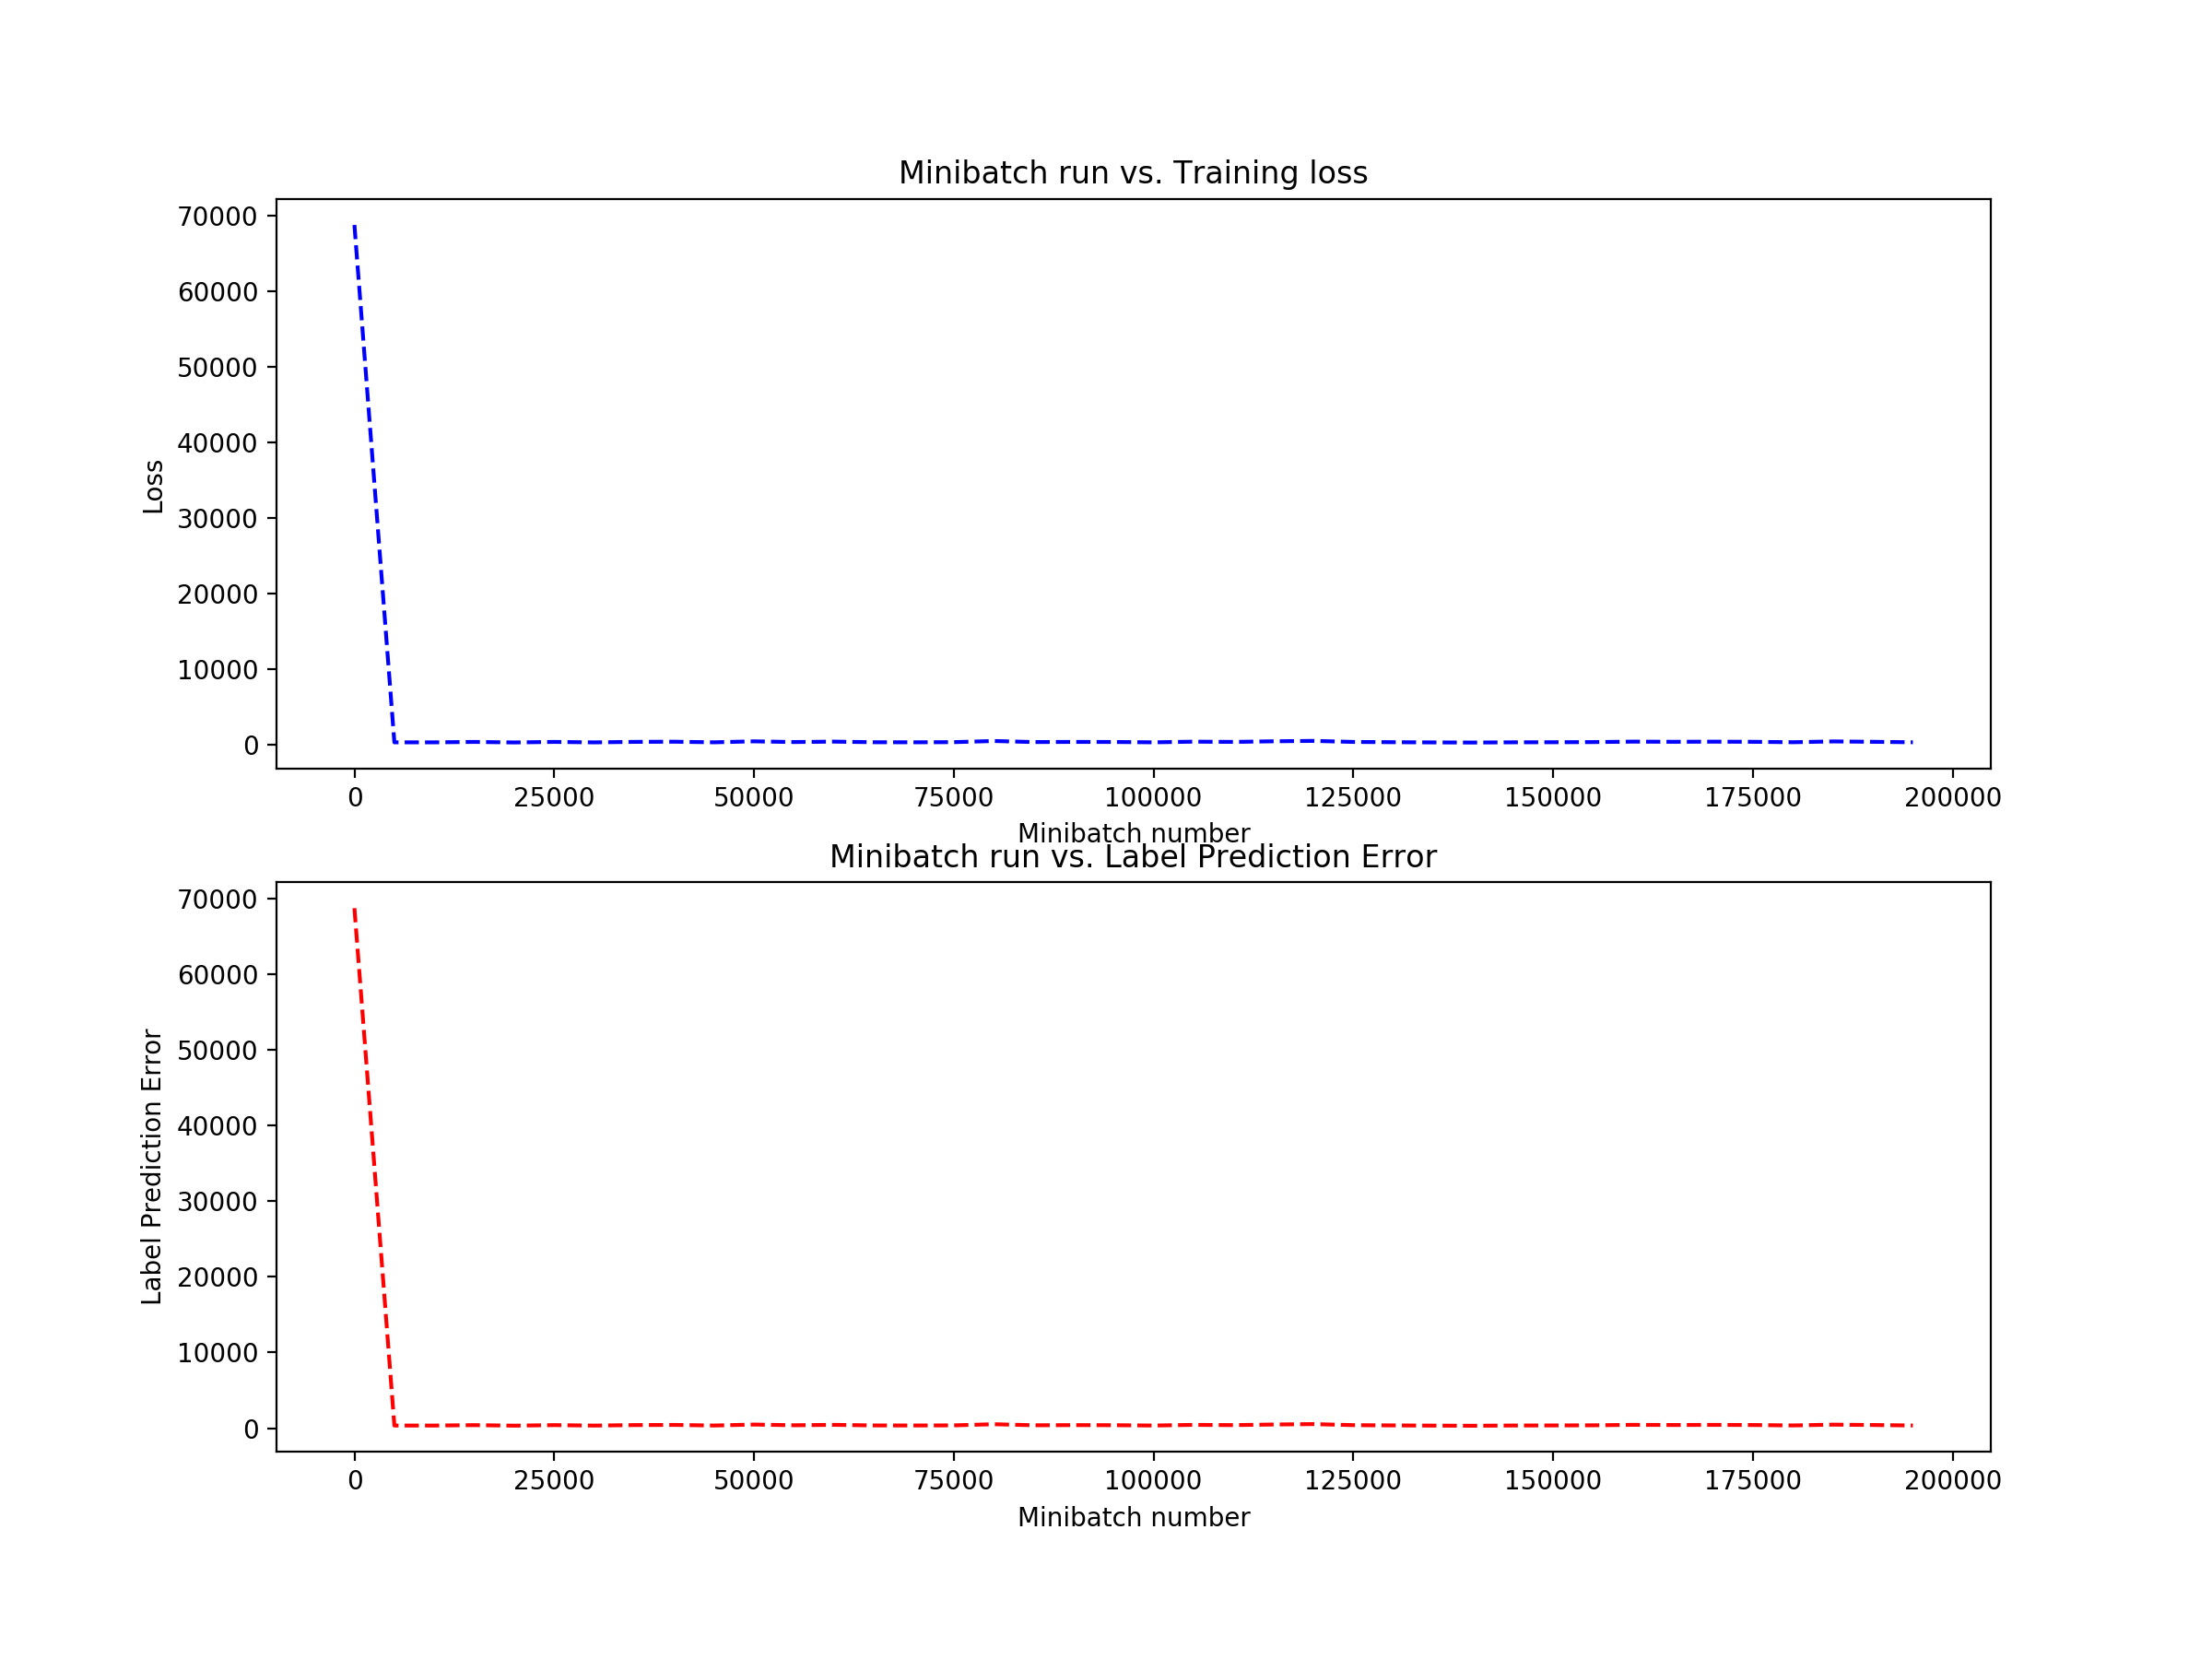 Minibatch run vs. Training loss
70000
60000
50000
40000
30000
20000
10000
0
Loss
0 25000 50000 75000 100000 125000 150000 175000 200000
Minibatch number
Minibatch run vs. Label Prediction Error
70000
60000
50000
40000
30000
20000
10000
0
Label Prediction Error
0 25000 50000 75000 100000 125000 150000 175000 200000
Minibatch number